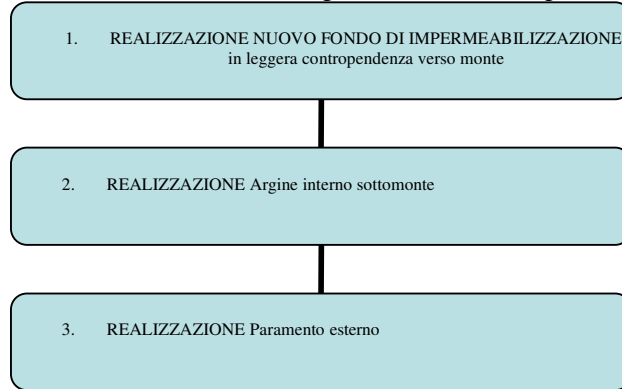 1. REALIZZAZIONE NUOVO FONDO DI IMPERMEABILIZZAZIONE
in leggera contropendenza verso monte
2. REALIZZAZIONE Argine interno sottomonte
3. REALIZZAZIONE Paramento esterno